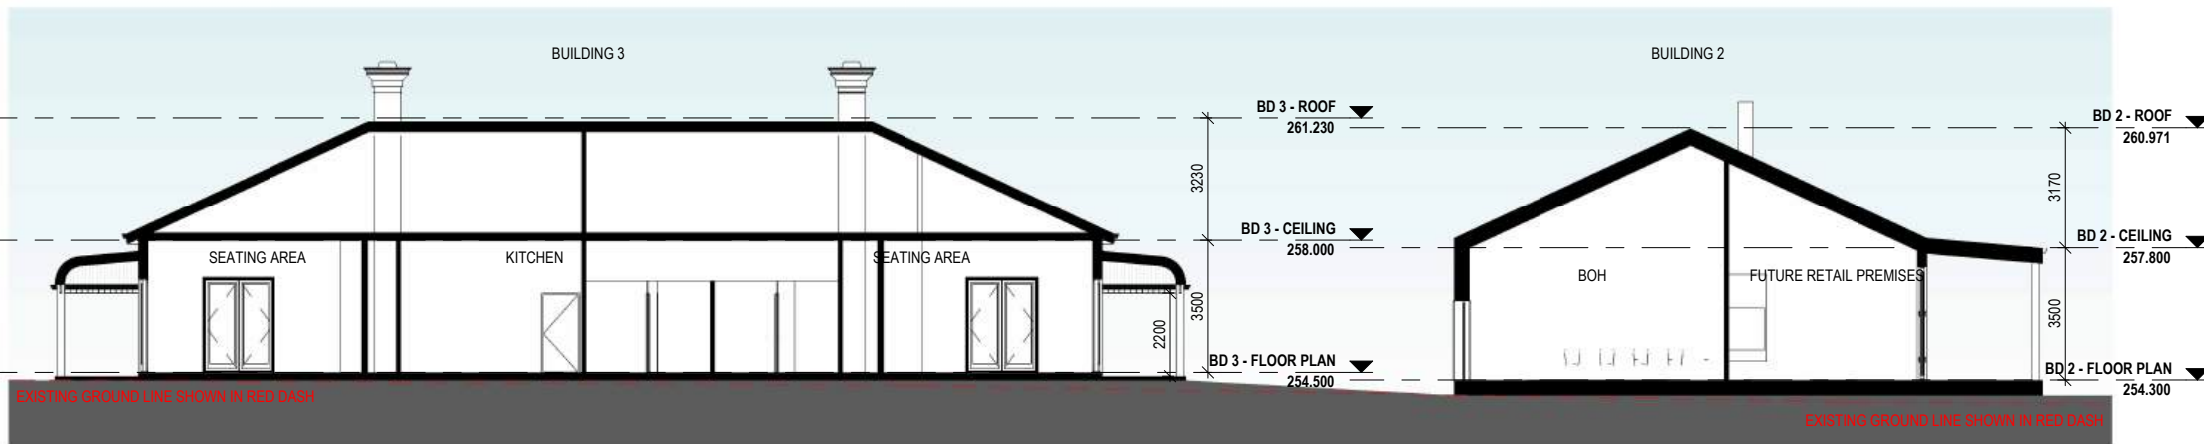 BUILDING 3
BUILDING 2
BD 3 - ROOF
261.230
BD 2 - ROOF
260.971
3230
3170
BD 3 - CEILING
258.000
BD 2 - CEILING
257.800
SEATING AREA
KITCHEN
SEATING AREA
BOH
FUTURE RETAIL PREMISES
3500
2200
3500
BD 3 - FLOOR PLAN
254.500
BD 2 - FLOOR PLAN
254.300
EXISTING GROUND LINE SHOWN IN RED DASH
EXISTING GROUND LINE SHOWN IN RED DASH